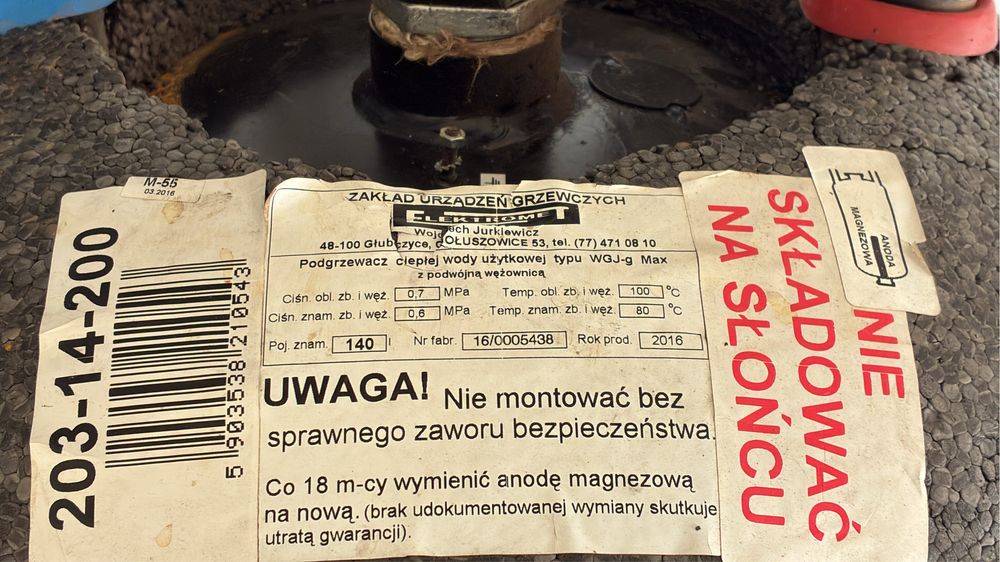 M-55
03.2016
203-14-200
5 903538 210543
ZAKŁAD URZĄDZEŃ GRZEWCZYCH
ELEKTROMET
Jurkiewicz
48-100 Głubczyce, GOŁUSZOWICE 53, tel. (77) 471 08 10
Podgrzewacz ciepłej wody użytkowej typu WGJ-g Max
z podwójną wężownicą
Ciśn. obl. zb. i węż. 0,7 MPa Temp. obl. zb. i węż. 100 °C
Ciśn. znam. zb. i węż. 0,6 MPa Temp. znam. zb. i węż. 80 °C
Poj. znam. 140 l Nr fabr. 16/0005438 Rok prod. 2016
UWAGA! Nie montować bez
sprawnego zaworu bezpieczeństwa.
Co 18 m-cy wymienić anodę magnezową
na nową. (brak udokumentowanej wymiany skutkuje
utratą gwarancji).
NIE
SKŁADOWAĆ
NA SŁOŃCU
ANODA
MAGNEZOWA